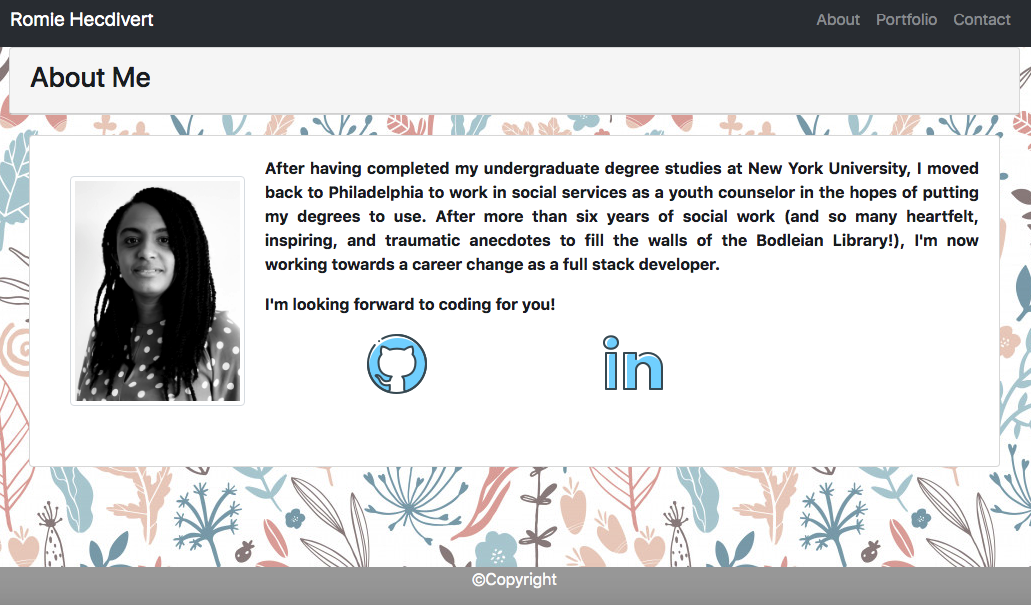 Romie Hecdivert
About Portfolio Contact
About Me
After having completed my undergraduate degree studies at New York University, I moved
back to Philadelphia to work in social services as a youth counselor in the hopes of putting
my degrees to use. After more than six years of social work (and so many heartfelt,
inspiring, and traumatic anecdotes to fill the walls of the Bodleian Library!), I'm now
working towards a career change as a full stack developer.
I'm looking forward to coding for you!
in
©Copyright